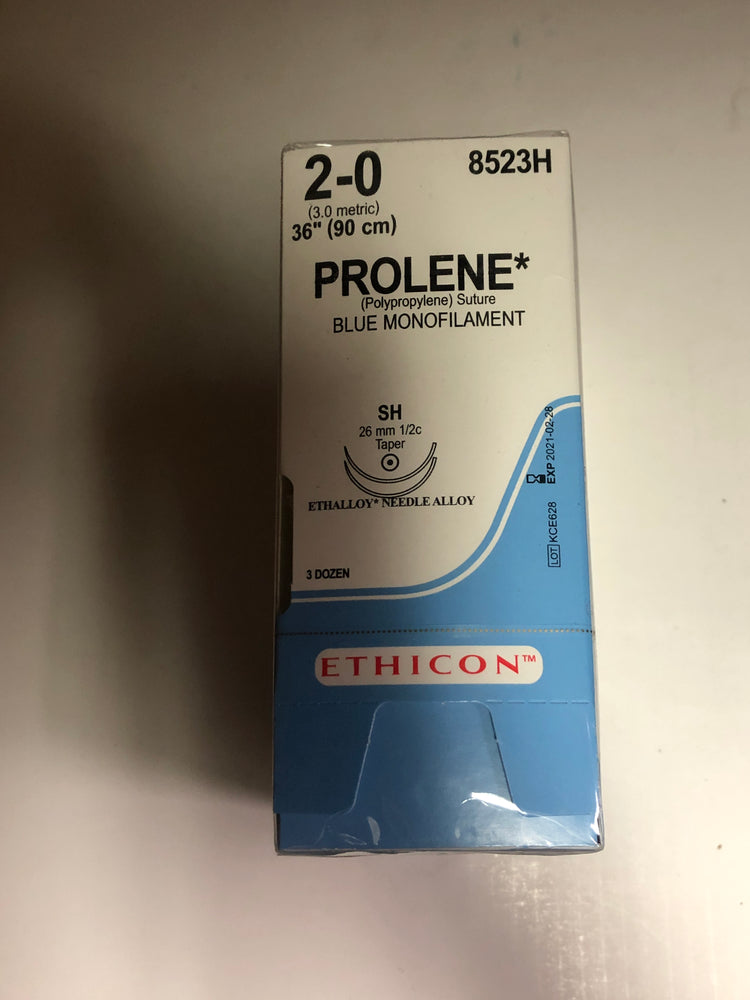 2-0
8523H
(3.0 metric)
36" (90 cm)
PROLENE*
(Polypropylene) Suture
BLUE MONOFILAMENT
SH
26 mm 1/2c
Taper
ETHALLOY* NEEDLE ALLOY
EXP 2021-02-28
LOT KCE628
3 DOZEN
ETHICON™